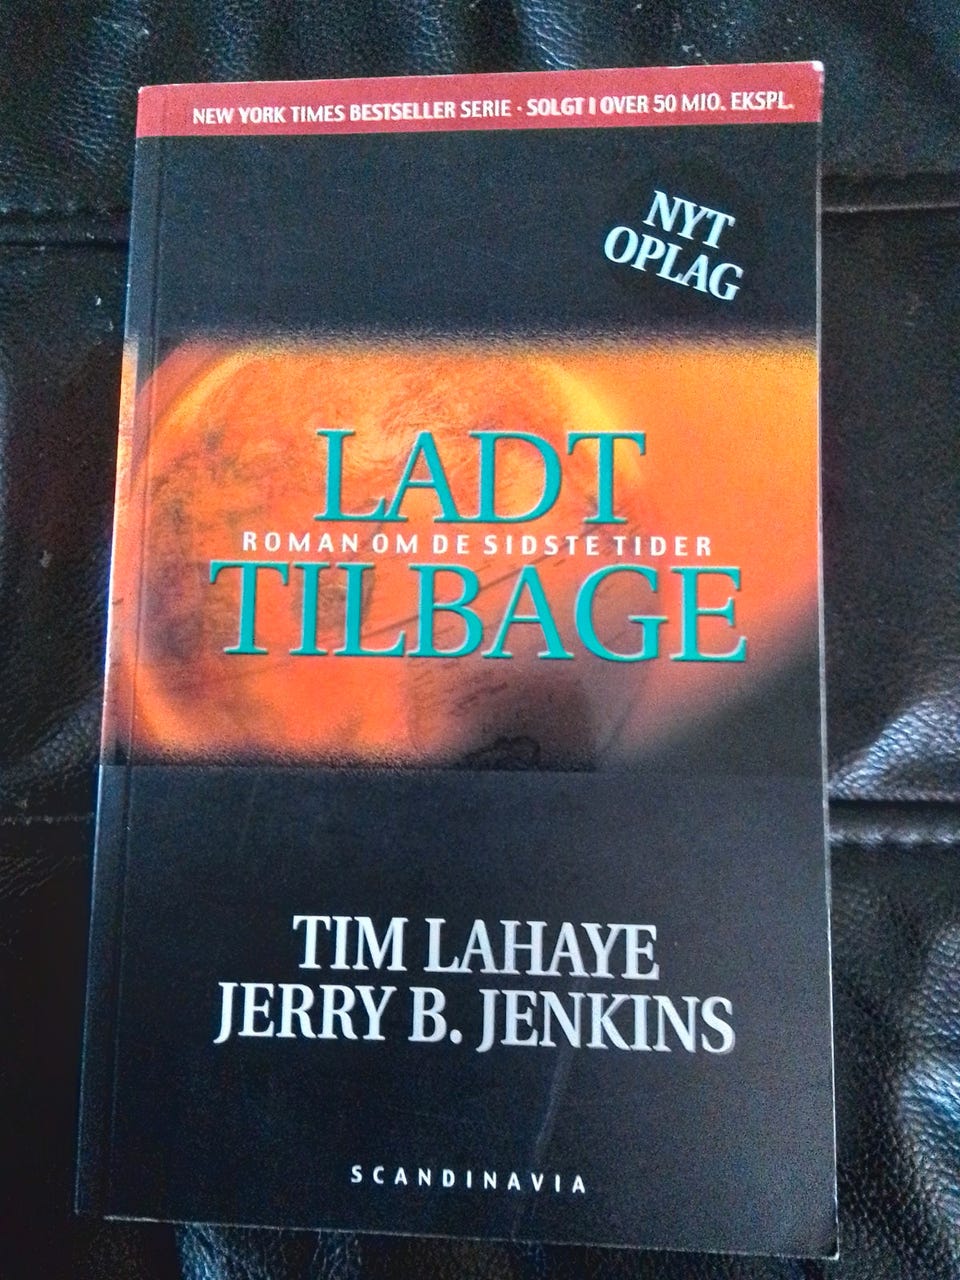 NEW YORK TIMES BESTSELLER SERIE · SOLGT I OVER 50 MIO. EKSPL.
NYT
OPLAG
LADT
ROMAN OM DE SIDSTE TIDER
TILBAGE
TIM LAHAYE
JERRY B. JENKINS
SCANDINAVIA